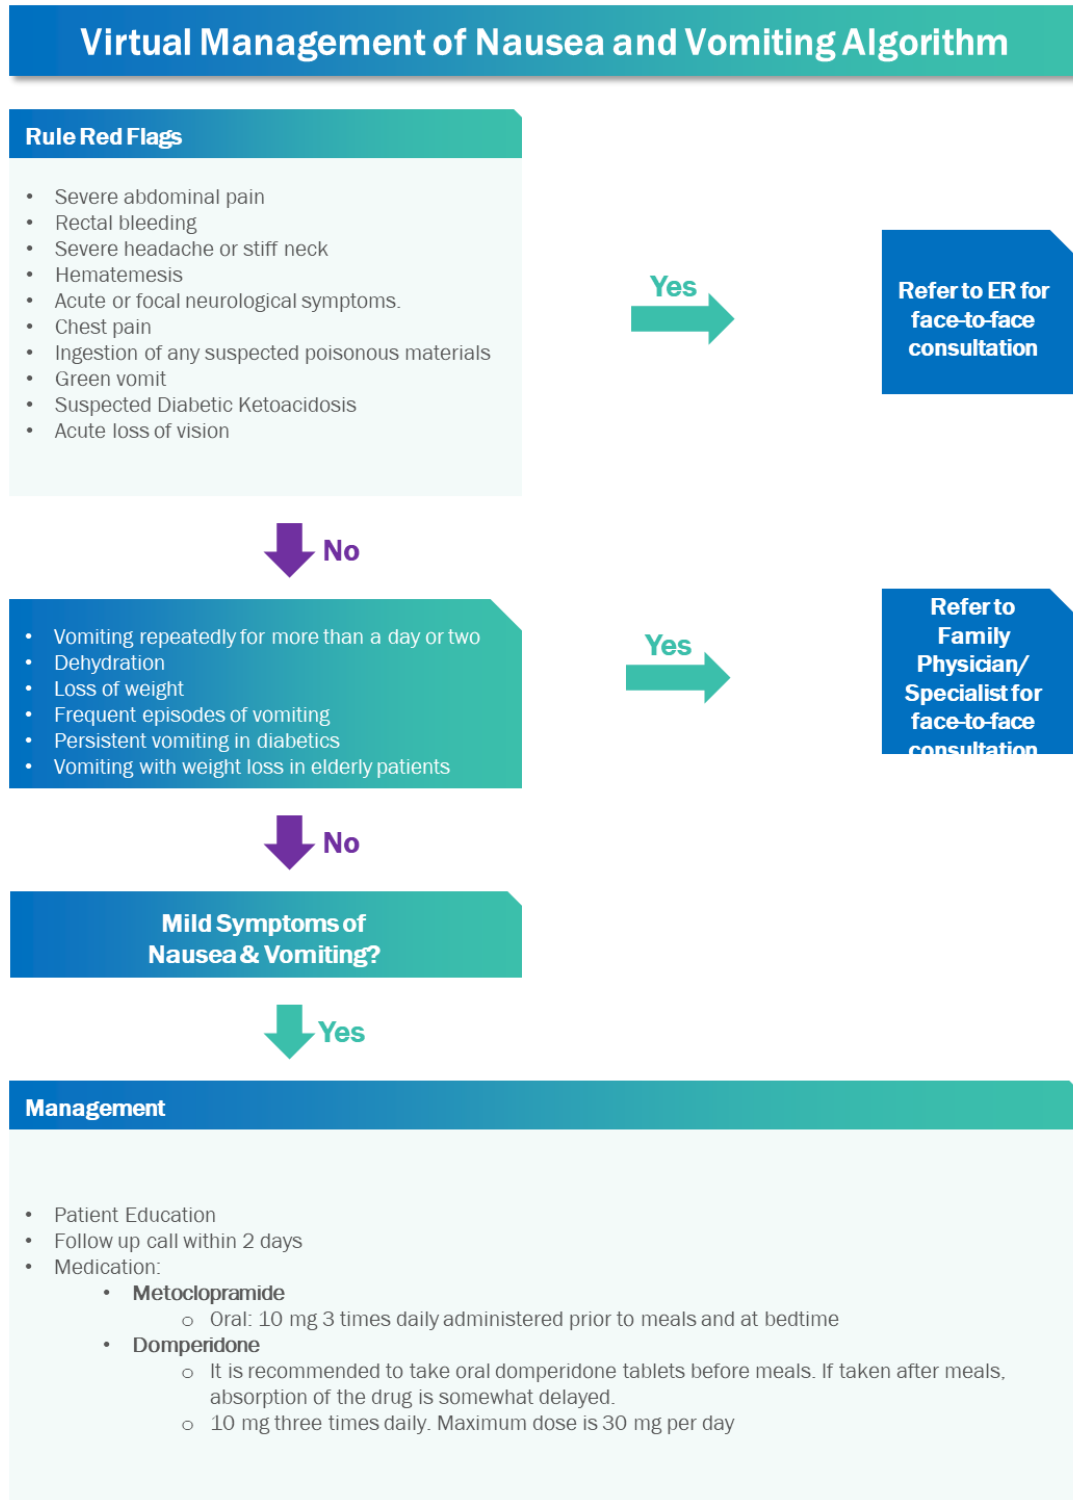 Virtual Management of Nausea and Vomiting Algorithm
Rule Red Flags
• Severe abdominal pain
• Rectal bleeding
• Severe headache or stiff neck
• Hematemesis
• Acute or focal neurological symptoms.
• Chest pain
• Ingestion of any suspected poisonous materials
• Green vomit
• Suspected Diabetic Ketoacidosis
• Acute loss of vision
Yes
Refer to ER for
face-to-face
consultation
No
• Vomiting repeatedly for more than a day or two
• Dehydration
• Loss of weight
• Frequent episodes of vomiting
• Persistent vomiting in diabetics
• Vomiting with weight loss in elderly patients
Yes
Refer to
Family
Physician/
Specialist for
face-to-face
consultation
No
Mild Symptoms of
Nausea & Vomiting?
Yes
Management
• Patient Education
• Follow up call within 2 days
• Medication:
• Metoclopramide
o Oral: 10 mg 3 times daily administered prior to meals and at bedtime
• Domperidone
o It is recommended to take oral domperidone tablets before meals. If taken after meals,
absorption of the drug is somewhat delayed.
o 10 mg three times daily. Maximum dose is 30 mg per day